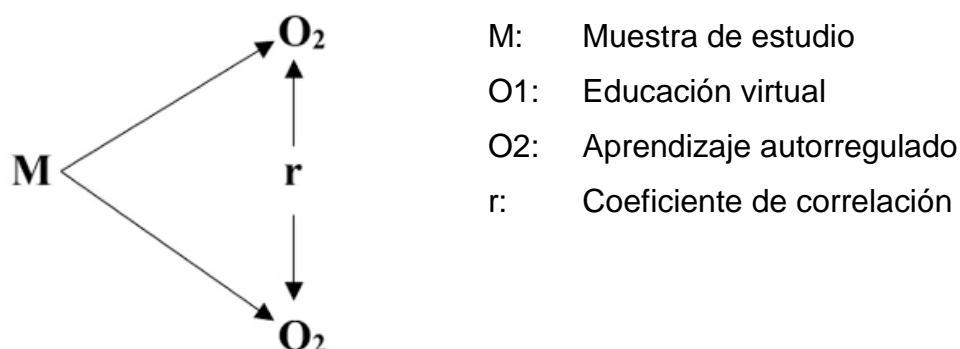 O₂
M: Muestra de estudio
O1: Educación virtual
M
r
O2: Aprendizaje autorregulado
r: Coeficiente de correlación
O₂